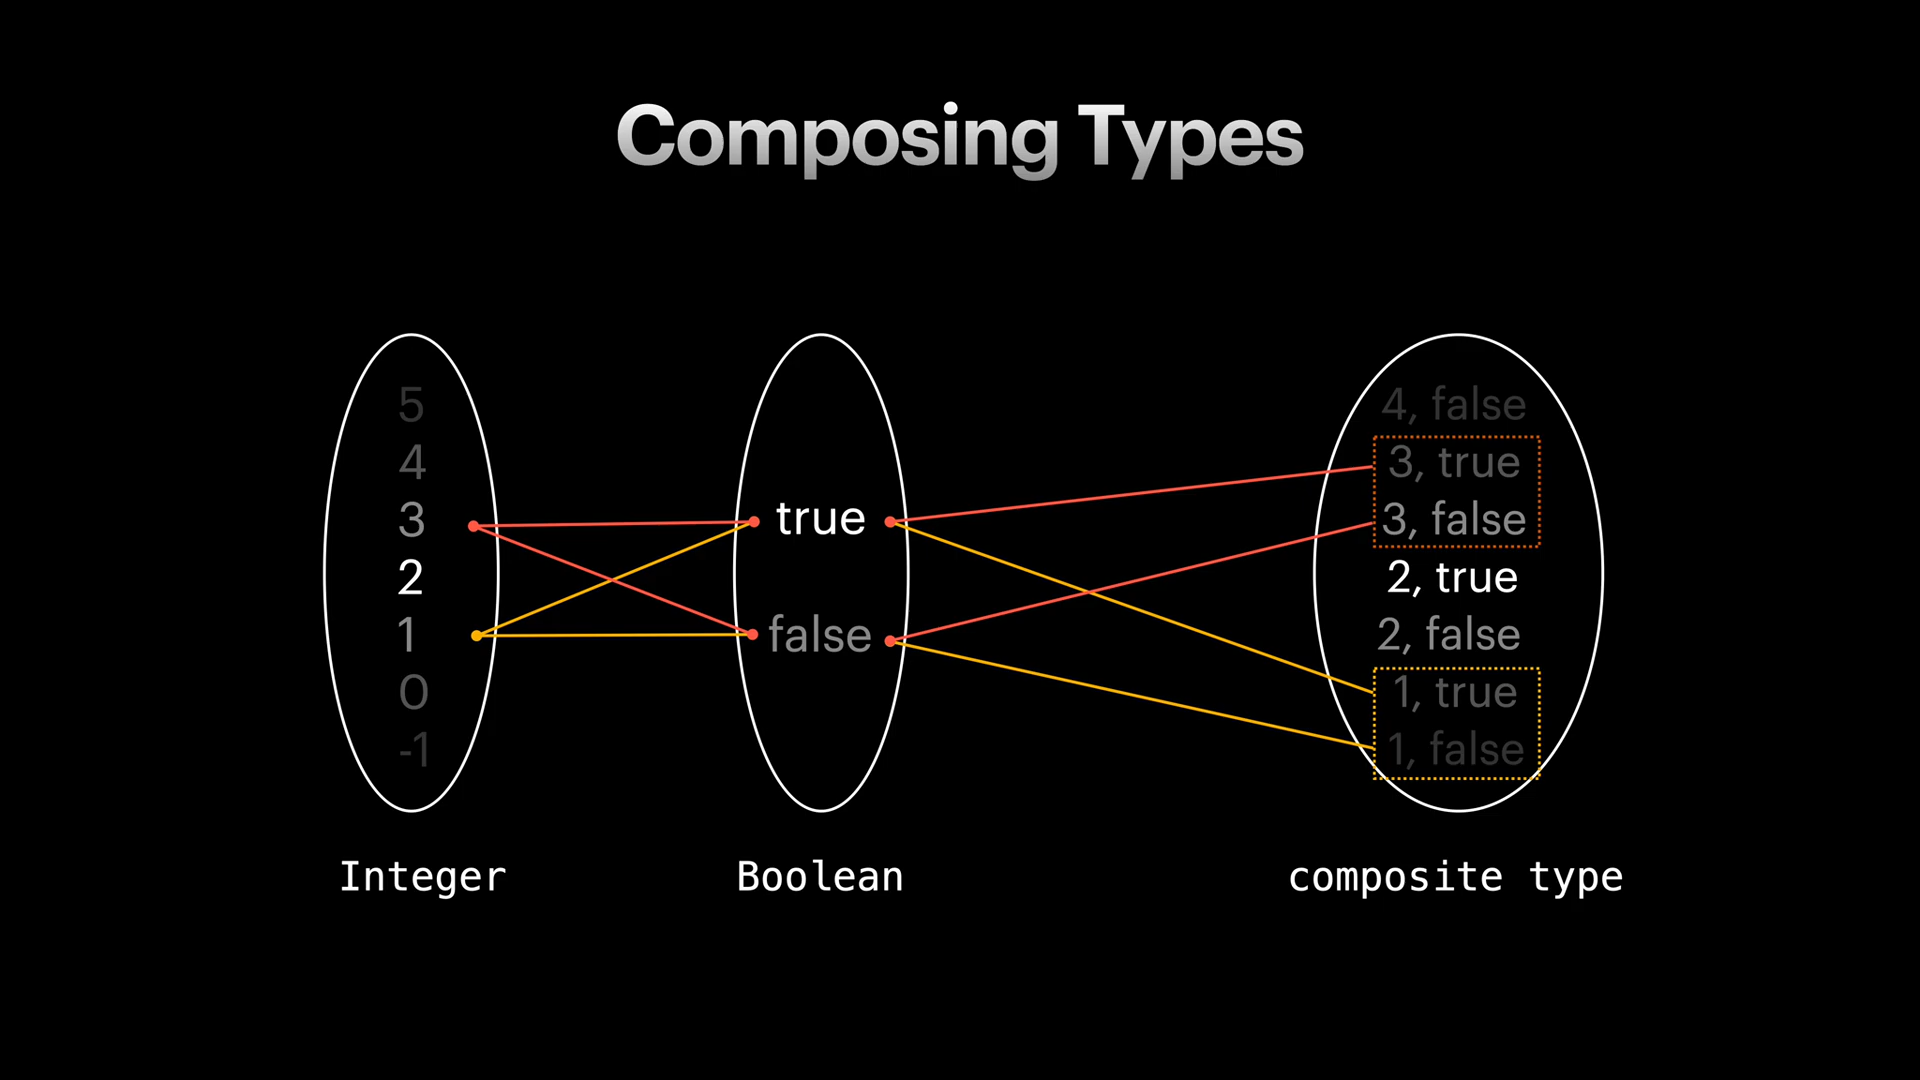 Composing Types
5
4
3
2
1
0
-1
Integer
true
false
Boolean
4, false
3, true
3, false
2, true
2, false
1, true
1, false
composite type